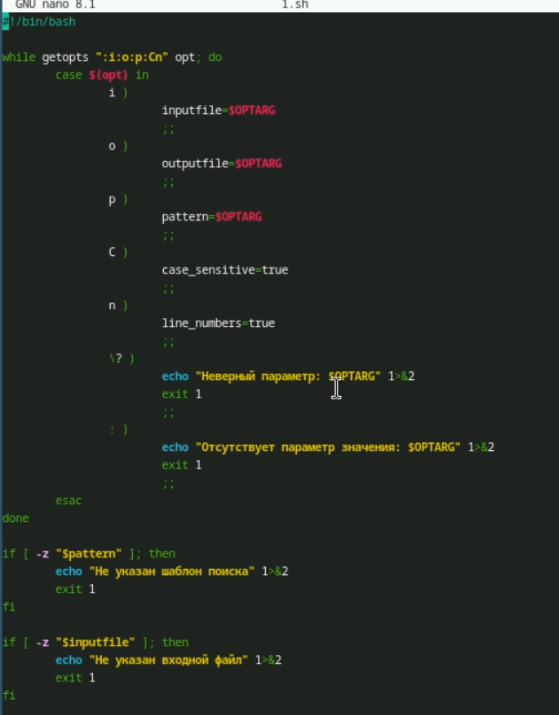 GNU nano 8.1 1.sh
#!/bin/bash
while getopts ":i:o:p:Cn" opt; do
case ${opt} in
i )
inputfile=$OPTARG
;;
o )
outputfile=$OPTARG
;;
p )
pattern=$OPTARG
;;
C )
case_sensitive=true
;;
n )
line_numbers=true
;;
\? )
echo "Неверный параметр: $OPTARG" 1>&2
exit 1
;;
: )
echo "Отсутствует параметр значения: $OPTARG" 1>&2
exit 1
;;
esac
done
if [ -z "$pattern" ]; then
echo "Не указан шаблон поиска" 1>&2
exit 1
fi
if [ -z "$inputfile" ]; then
echo "Не указан входной файл" 1>&2
exit 1
fi